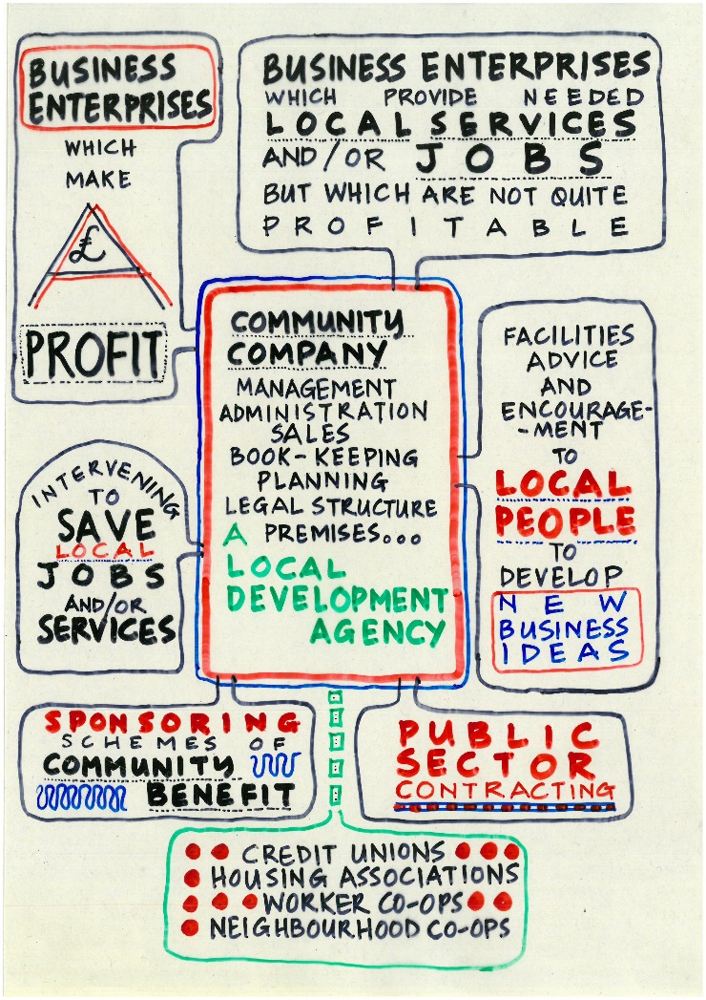 BUSINESS
ENTERPRISES
WHICH
MAKE
£
PROFIT
BUSINESS ENTERPRISES
WHICH PROVIDE NEEDED
LOCAL SERVICES
AND/OR JOBS
BUT WHICH ARE NOT QUITE
PROFITABLE
COMMUNITY
COMPANY
MANAGEMENT
ADMINISTRATION
SALES
BOOK-KEEPING
PLANNING
LEGAL STRUCTURE
A PREMISES...
LOCAL
DEVELOPMENT
AGENCY
FACILITIES
ADVICE
AND
ENCOURAGE-
-MENT
TO
LOCAL
PEOPLE
TO
DEVELOP
NEW
BUSINESS
IDEAS
INTERVENING
TO
SAVE
LOCAL
JOBS
AND/OR
SERVICES
SPONSORING
SCHEMES OF
COMMUNITY
BENEFIT
PUBLIC
SECTOR
CONTRACTING
CREDIT UNIONS
HOUSING ASSOCIATIONS
WORKER CO-OPS
NEIGHBOURHOOD CO-OPS